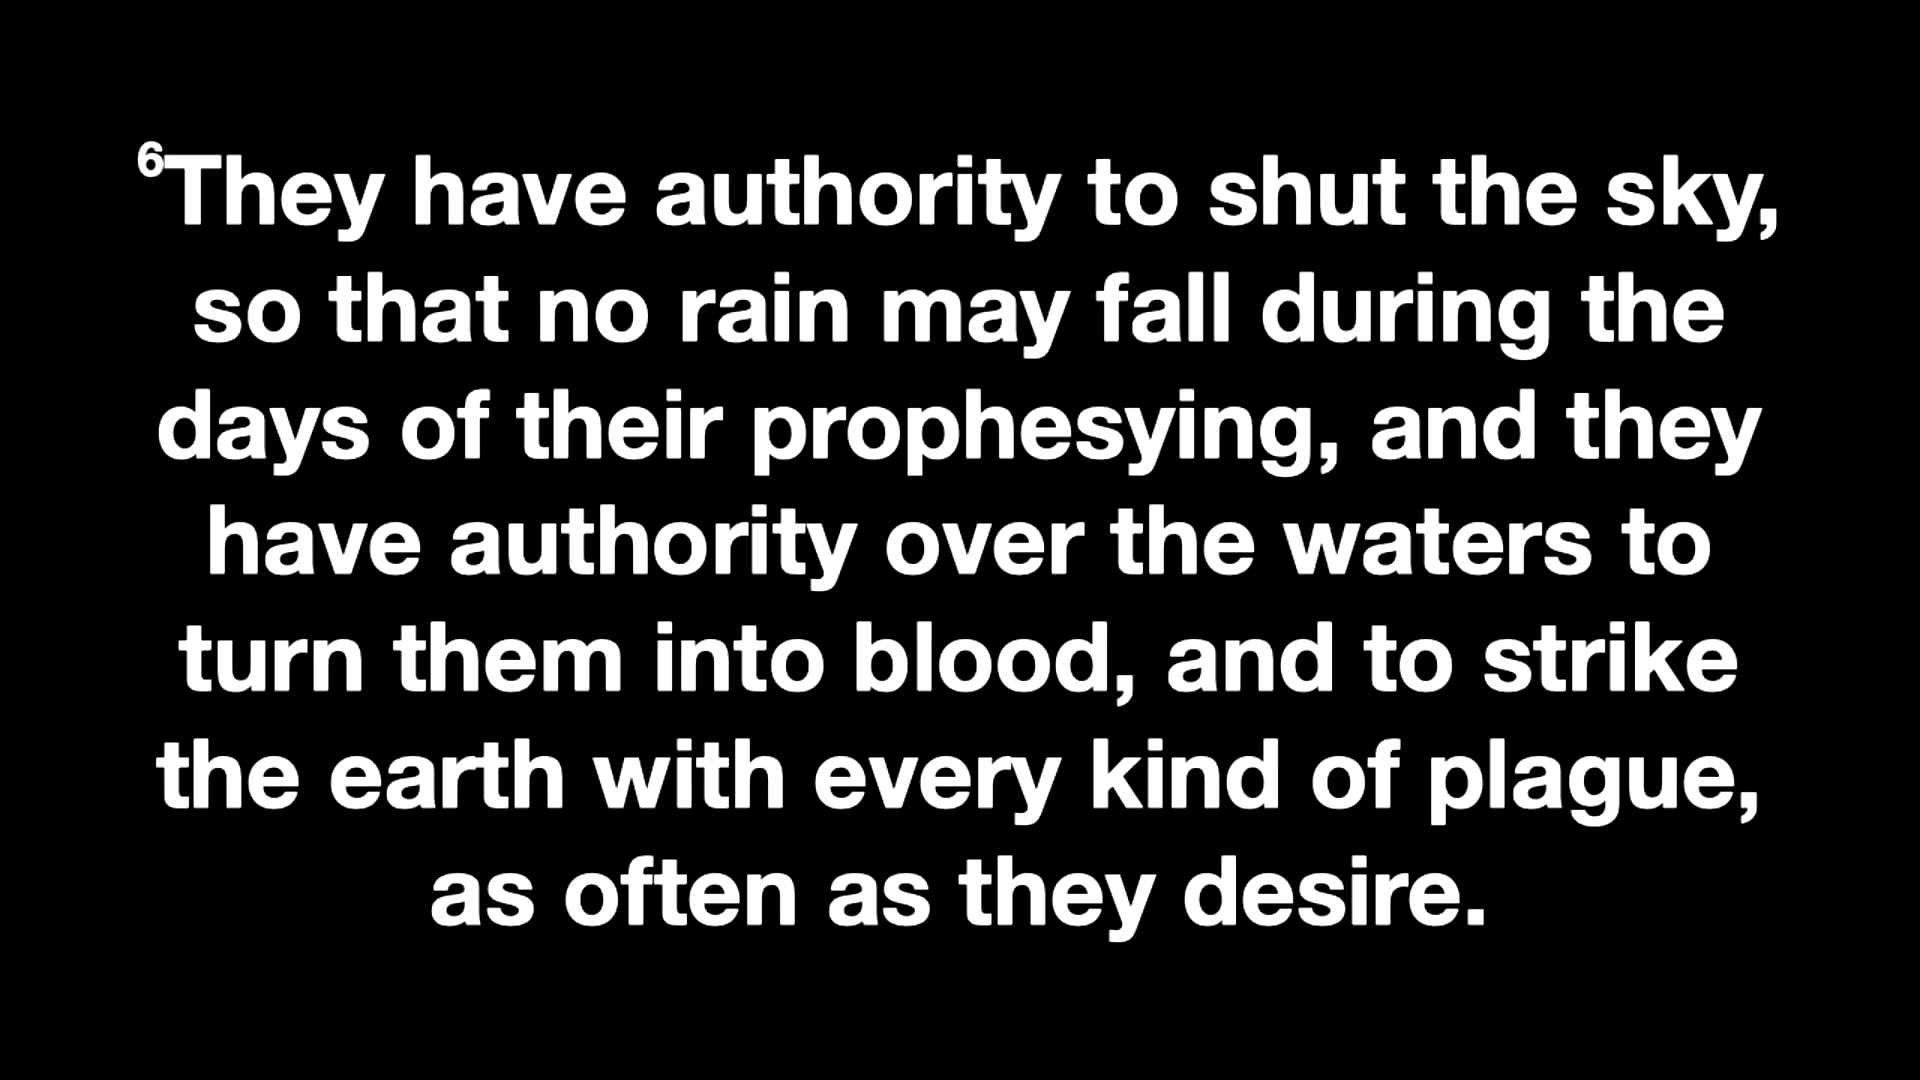 ⁶They have authority to shut the sky,
so that no rain may fall during the
days of their prophesying, and they
have authority over the waters to
turn them into blood, and to strike
the earth with every kind of plague,
as often as they desire.